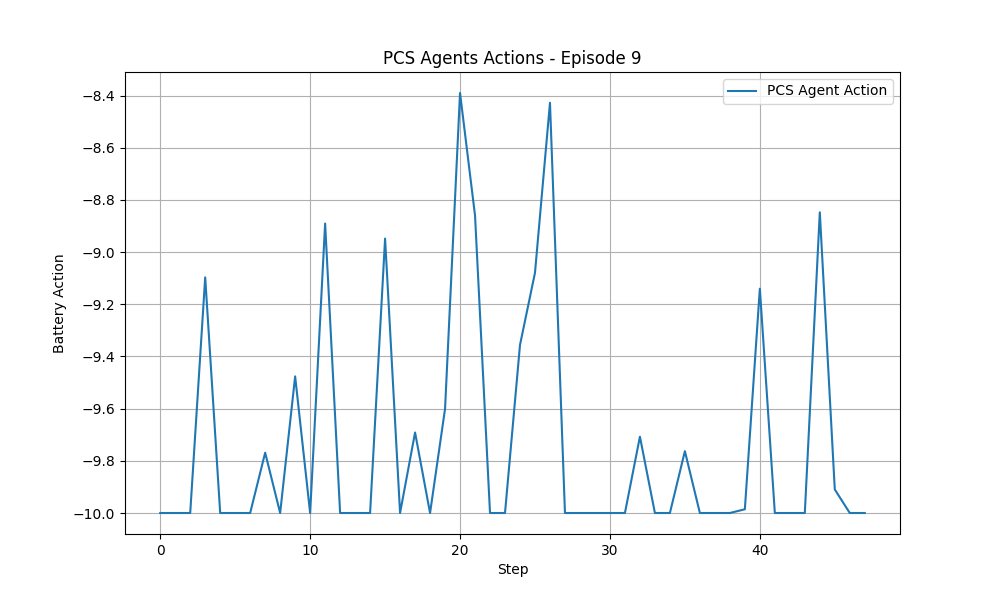 PCS Agents Actions - Episode 9
PCS Agent Action
Battery Action
−8.4
−8.6
−8.8
−9.0
−9.2
−9.4
−9.6
−9.8
−10.0
0 10 20 30 40
Step